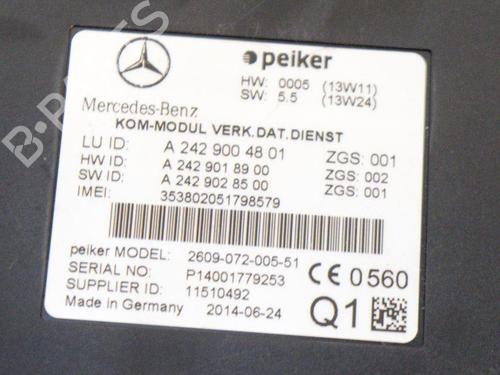 peiker
HW: 0005 (13W11)
SW: 5.5 (13W24)
Mercedes-Benz
KOM-MODUL VERK.DAT.DIENST
LU ID: A 242 900 48 01 ZGS: 001
HW ID: A 242 901 89 00 ZGS: 002
SW ID: A 242 902 85 00 ZGS: 001
IMEI: 353802051798579
peiker MODEL: 2609-072-005-51
SERIAL NO: P14001779253
SUPPLIER ID: 11510492
Made in Germany 2014-06-24
CE 0560
Q1